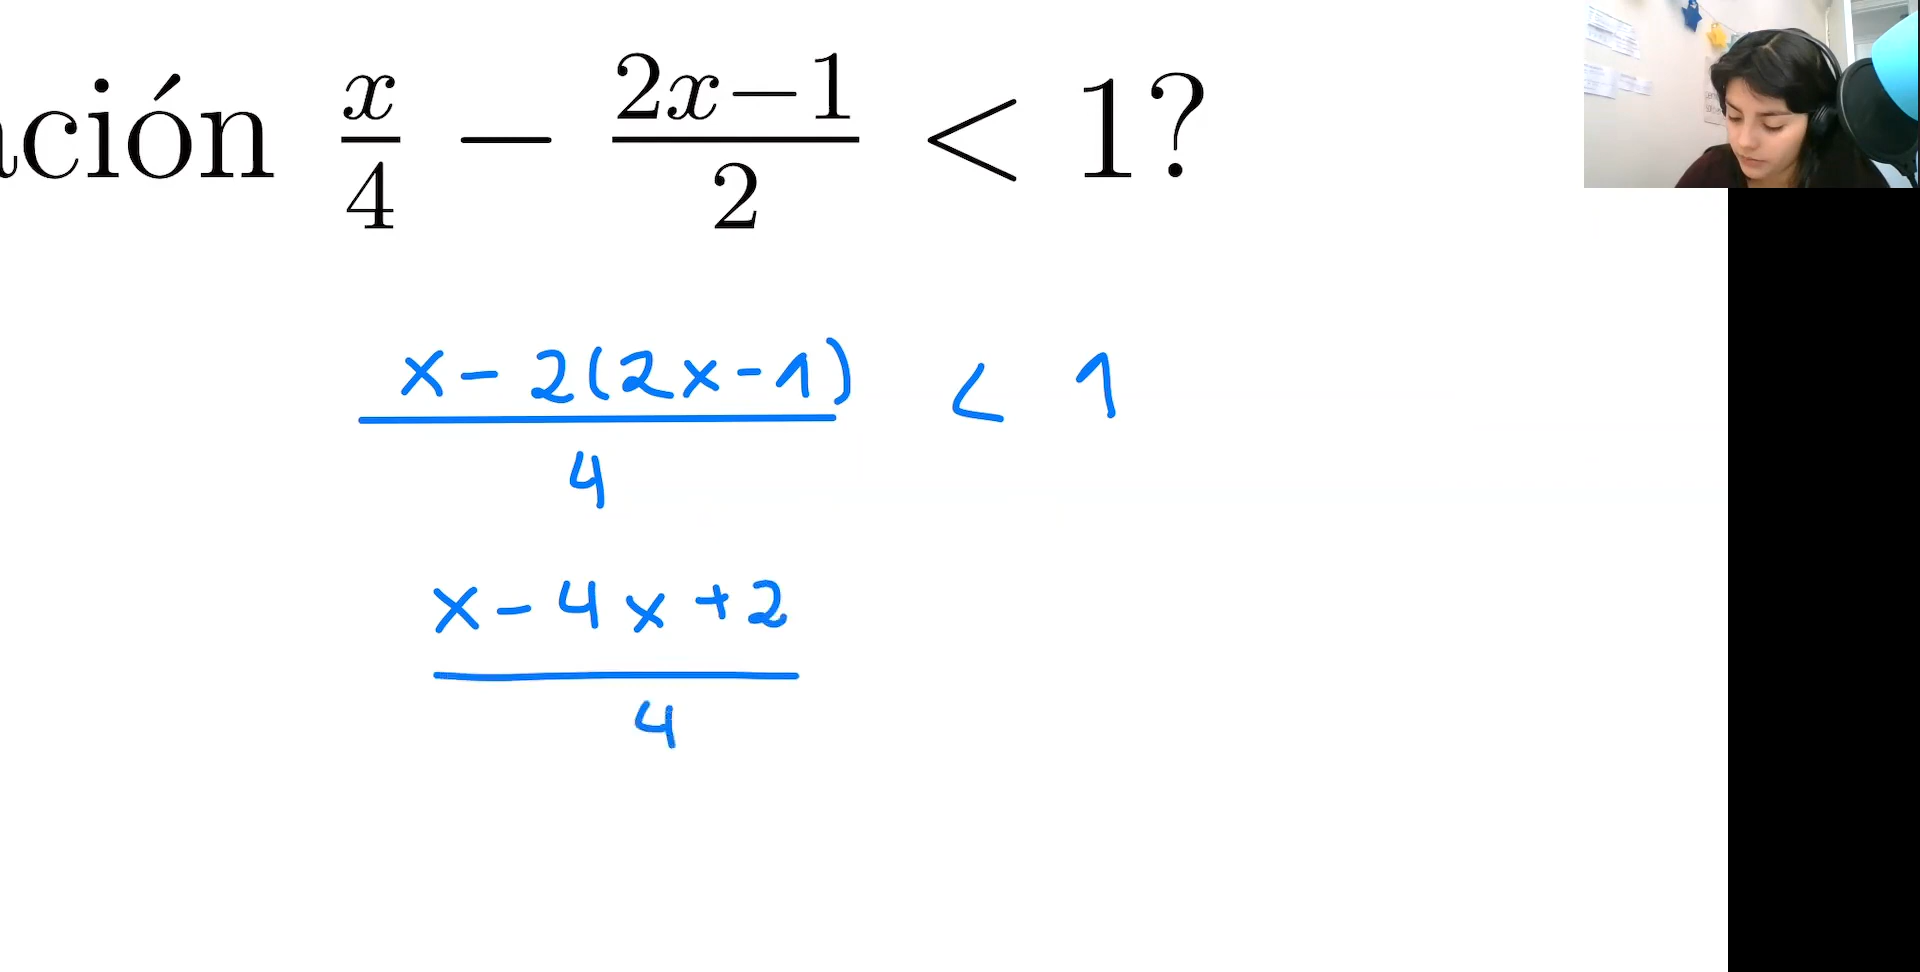 ación x/4 − 2x−1/2 < 1?
x - 2(2x-1) < 1
4
x - 4x +2
4